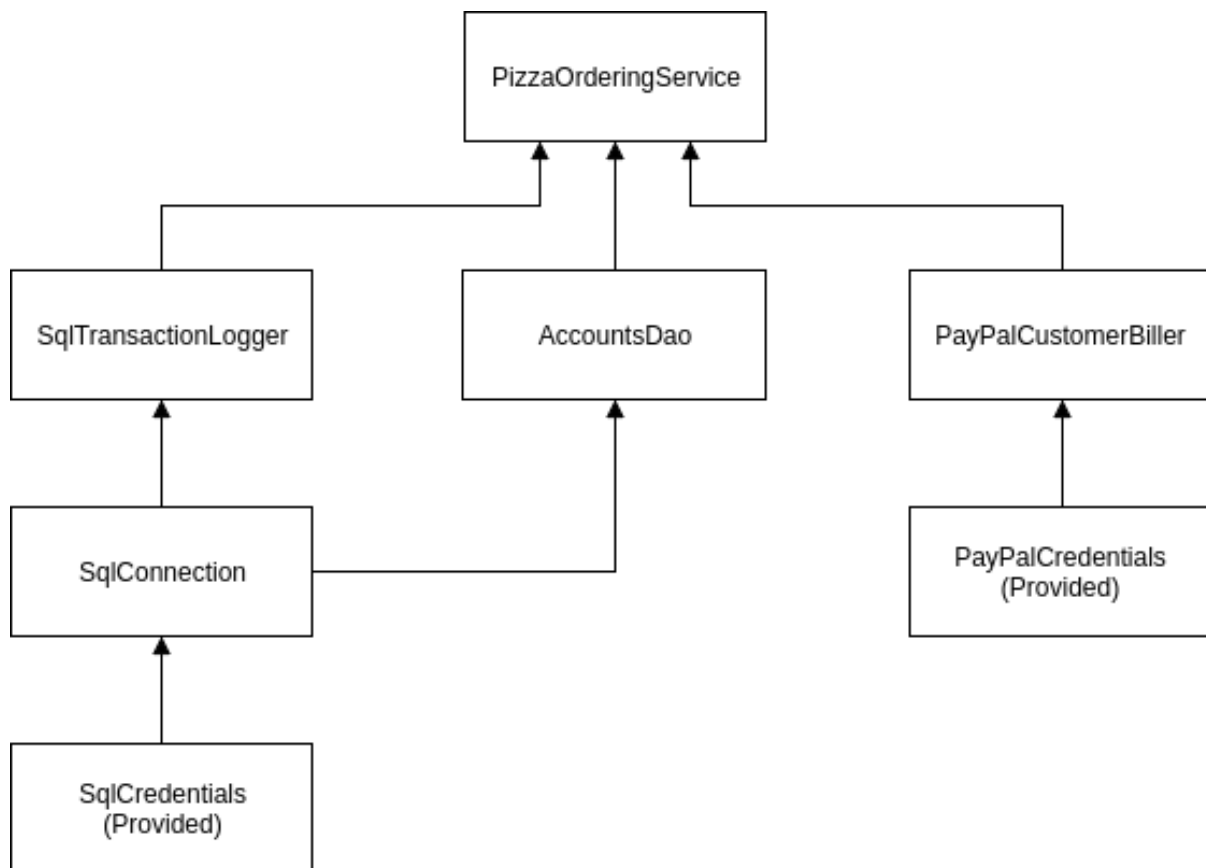 PizzaOrderingService
SqlTransactionLogger
AccountsDao
PayPalCustomerBiller
SqlConnection
PayPalCredentials
(Provided)
SqlCredentials
(Provided)